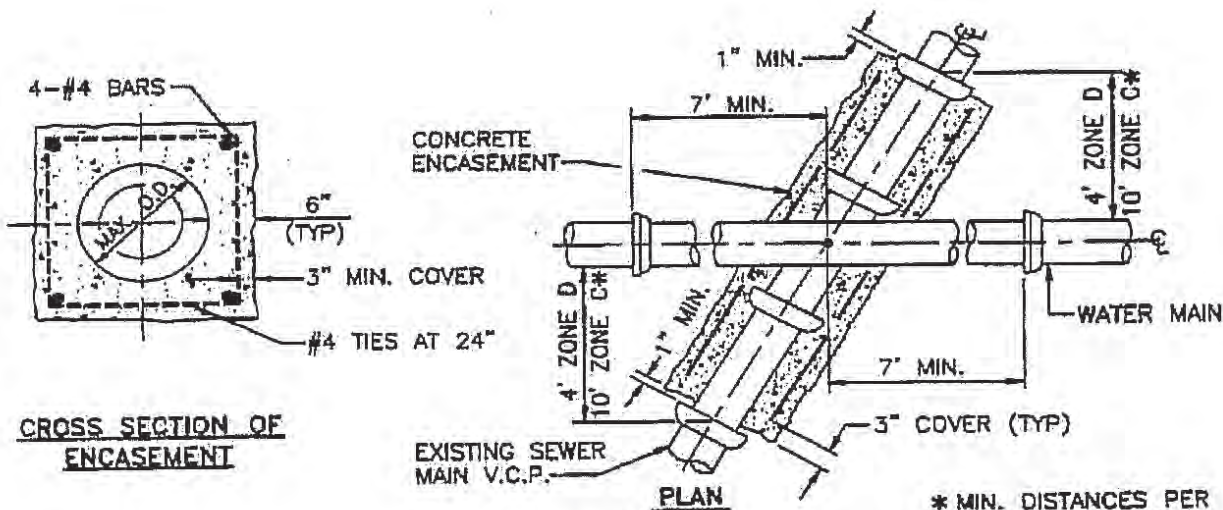 4-#4 BARS
MAX. O.D.
6"
(TYP)
3" MIN. COVER
#4 TIES AT 24"
CROSS SECTION OF
ENCASEMENT
1" MIN.
7' MIN.
CONCRETE
ENCASEMENT
4' ZONE D
10' ZONE C*
4' ZONE D
10' ZONE C*
1" MIN.
WATER MAIN
7' MIN.
3" COVER (TYP)
EXISTING SEWER
MAIN V.C.P.
PLAN
* MIN. DISTANCES PER